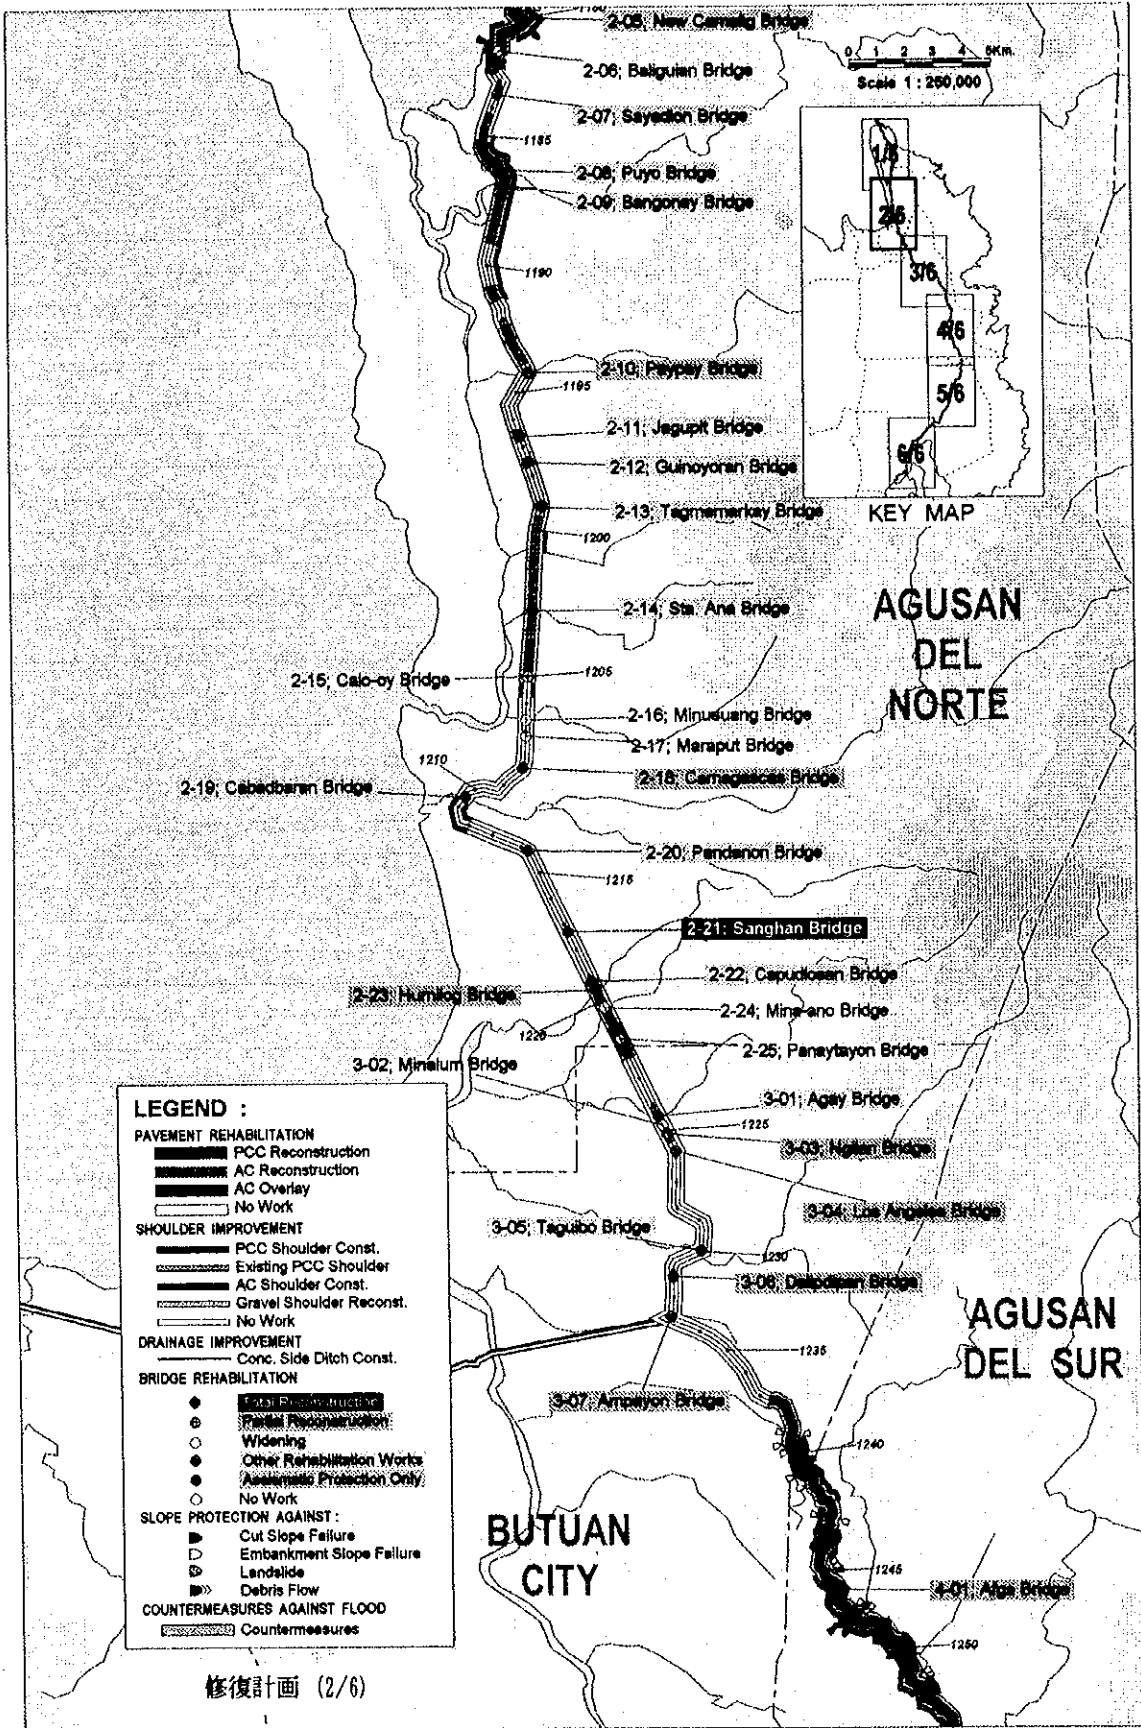 1180
2-05; New Camalig Bridge
2-06; Baliguian Bridge
0 1 2 3 4 5Km.
Scale 1 : 250,000
2-07; Sayadion Bridge
1185
2-08; Puyo Bridge
2-09; Bangonay Bridge
1/6
2/6
3/6
4/6
5/6
6/6
KEY MAP
1190
2-10; Paypay Bridge
1195
2-11; Jagupit Bridge
2-12; Guinoyoran Bridge
2-13; Tagmamarkay Bridge
1200
AGUSAN
DEL
NORTE
2-14; Sta. Ana Bridge
2-15; Calo-oy Bridge
1205
2-16; Minusuang Bridge
2-17; Maraput Bridge
1210
2-18; Camagascas Bridge
2-19; Cabadbaran Bridge
2-20; Pandanon Bridge
1215
2-21: Sanghan Bridge
2-22; Capudlosan Bridge
2-23; Humilog Bridge
2-24; Mina-ano Bridge
1220
2-25; Panaytayon Bridge
3-02; Minalum Bridge
3-01; Agay Bridge
1225
3-03; Ngilan Bridge
3-04; Los Angeles Bridge
3-05; Taguibo Bridge
1230
3-06; Bridge
AGUSAN
DEL SUR
1235
3-07; Ampayon Bridge
1240
BUTUAN
CITY
1245
4-01; Afga Bridge
1250
LEGEND :
PAVEMENT REHABILITATION
PCC Reconstruction
AC Reconstruction
AC Overlay
No Work
SHOULDER IMPROVEMENT
PCC Shoulder Const.
Existing PCC Shoulder
AC Shoulder Const.
Gravel Shoulder Reconst.
No Work
DRAINAGE IMPROVEMENT
Conc. Side Ditch Const.
BRIDGE REHABILITATION
Total Reconstruction
Partial Reconstruction
Widening
Other Rehabilitation Works
Aseismatic Protection Only
No Work
SLOPE PROTECTION AGAINST :
Cut Slope Failure
Embankment Slope Failure
Landslide
Debris Flow
COUNTERMEASURES AGAINST FLOOD
Countermeasures
修復計画 (2/6)